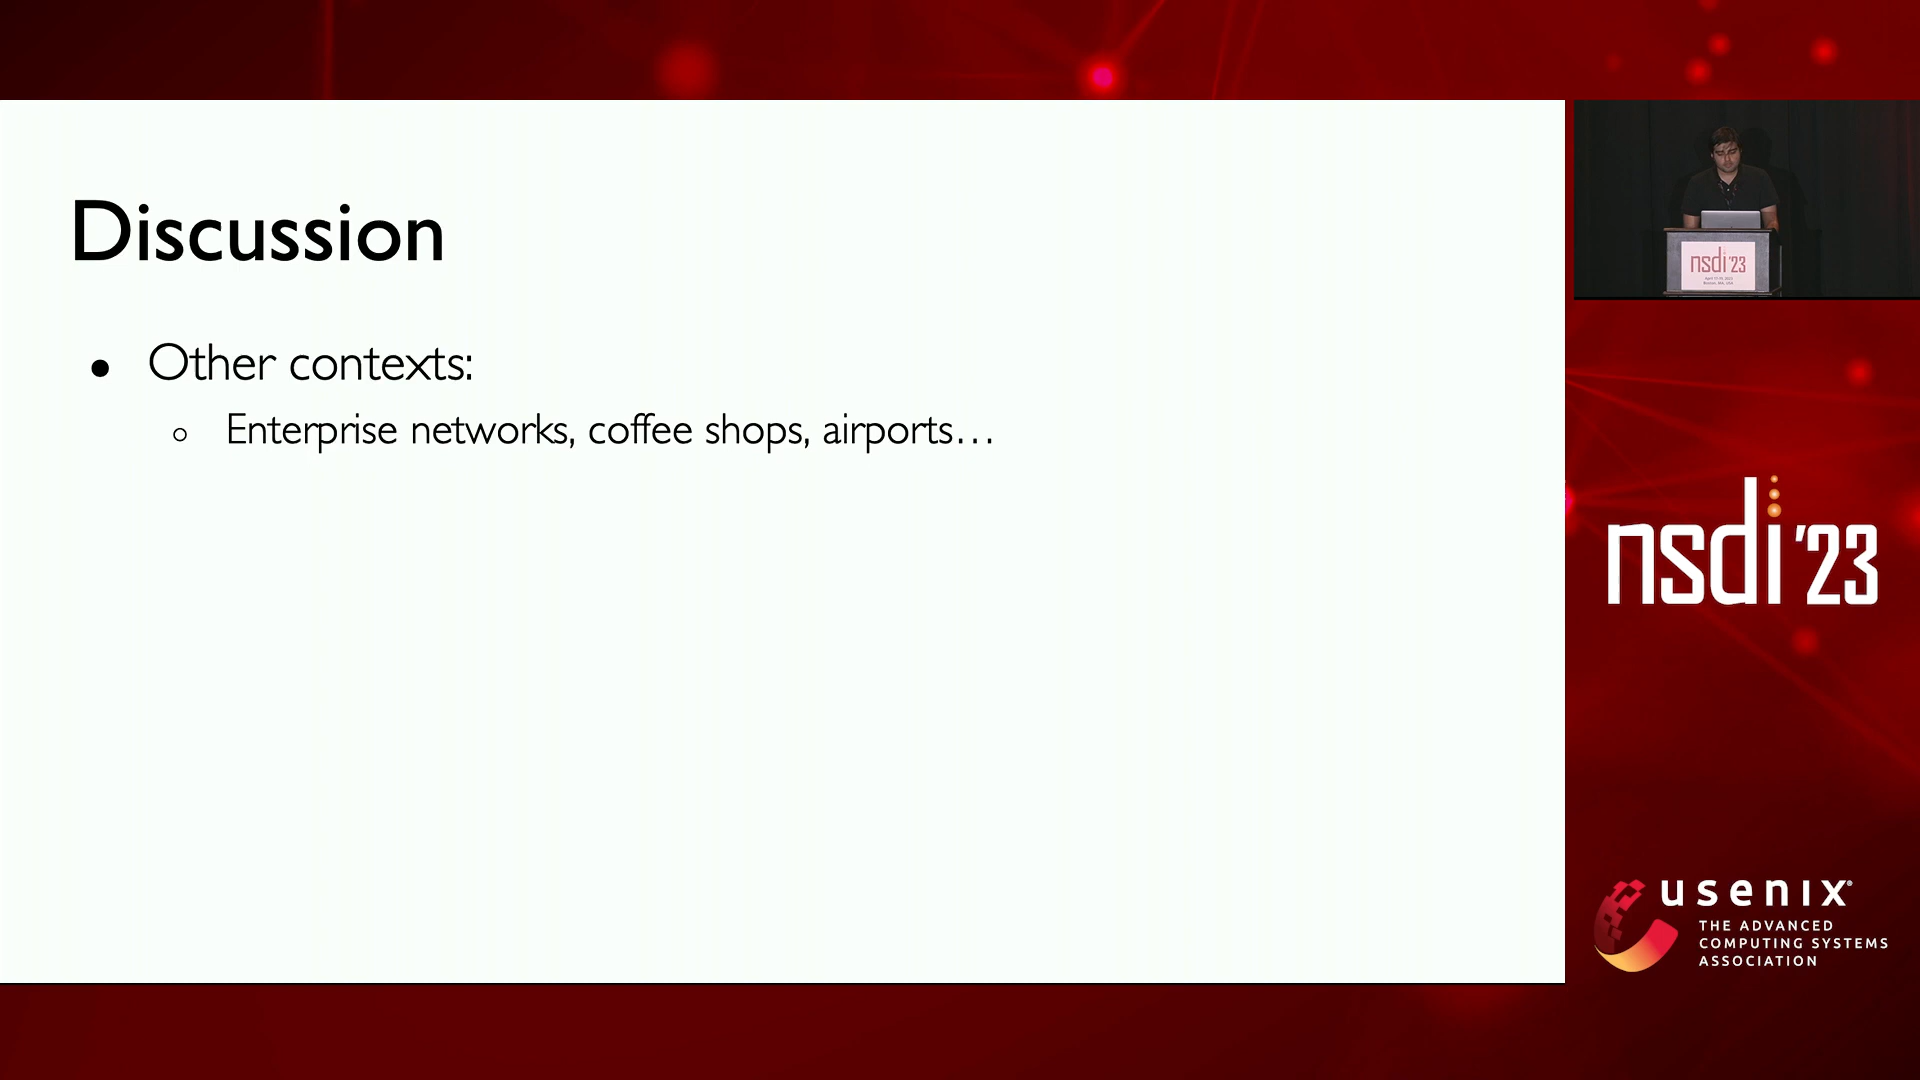 Discussion
● Other contexts:
○ Enterprise networks, coffee shops, airports…
nsdi '23
nsdi '23
usenix®
THE ADVANCED
COMPUTING SYSTEMS
ASSOCIATION